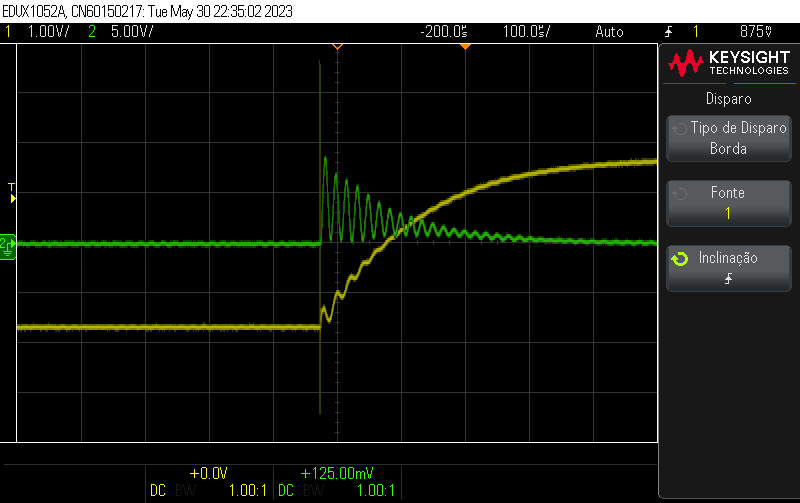 EDUX1052A, CN60150217: Tue May 30 22:35:02 2023
1 1.00V/ 2 5.00V/ -200.0s 100.0s/ Auto 1 875
KEYSIGHT
TECHNOLOGIES
Disparo
Tipo de Disparo
Borda
Fonte
1
Inclinação
T
2
+0.0V +125.00mV
DC BW 1.00:1 DC BW 1.00:1